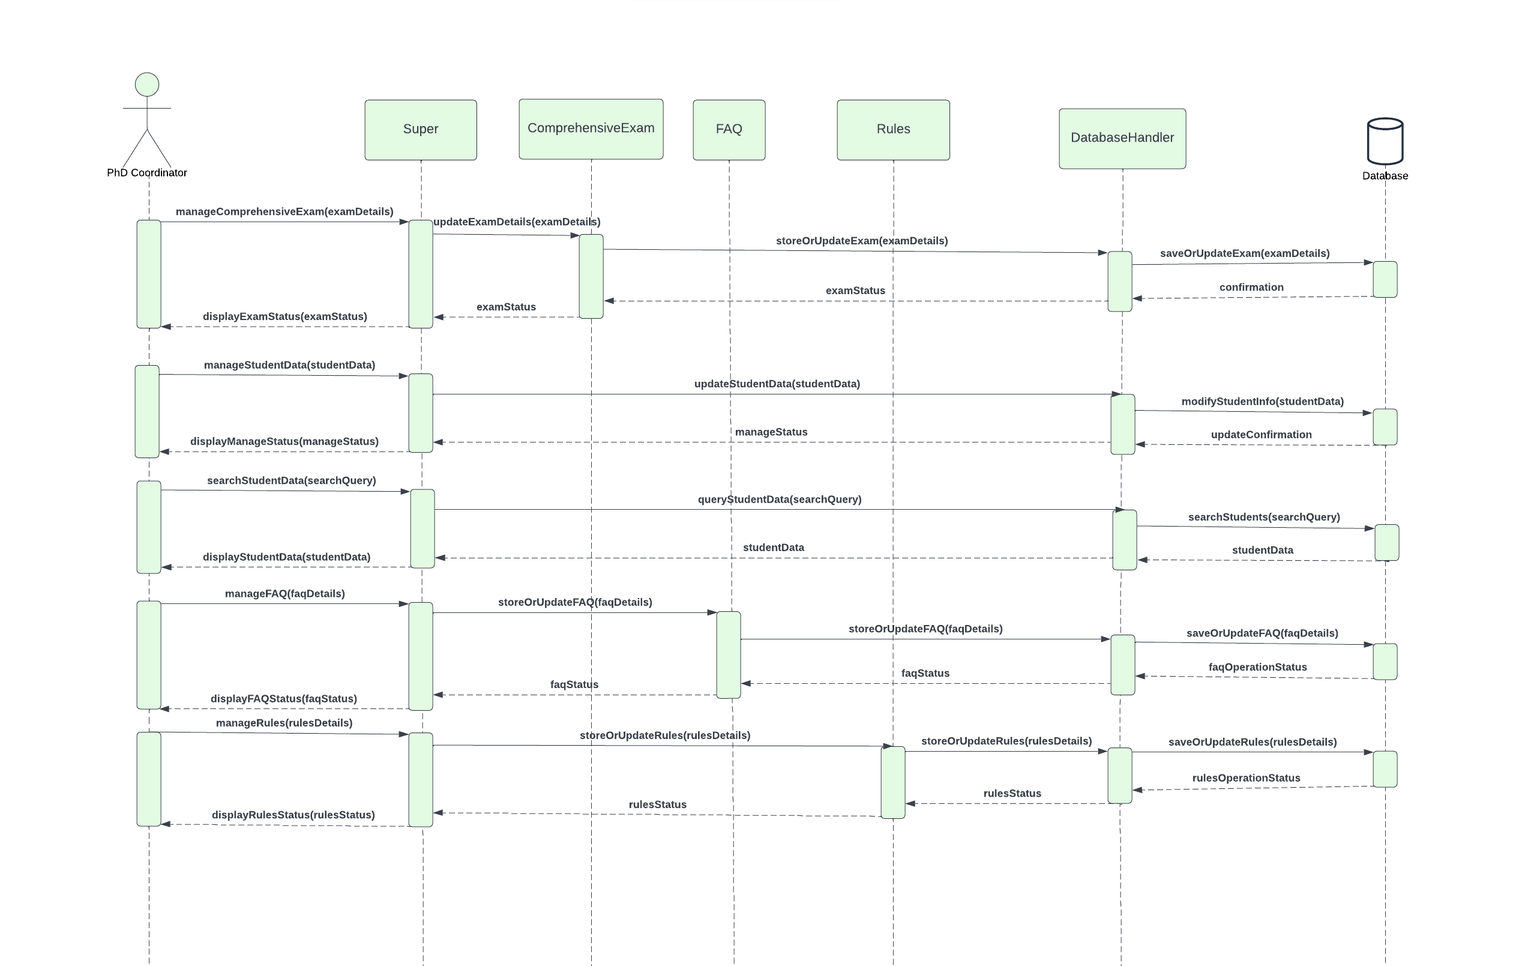 PhD Coordinator
Super
ComprehensiveExam
FAQ
Rules
DatabaseHandler
Database
manageComprehensiveExam(examDetails)
updateExamDetails(examDetails)
storeOrUpdateExam(examDetails)
saveOrUpdateExam(examDetails)
confirmation
examStatus
examStatus
displayExamStatus(examStatus)
manageStudentData(studentData)
updateStudentData(studentData)
modifyStudentInfo(studentData)
updateConfirmation
manageStatus
displayManageStatus(manageStatus)
searchStudentData(searchQuery)
queryStudentData(searchQuery)
searchStudents(searchQuery)
studentData
studentData
displayStudentData(studentData)
manageFAQ(faqDetails)
storeOrUpdateFAQ(faqDetails)
storeOrUpdateFAQ(faqDetails)
saveOrUpdateFAQ(faqDetails)
faqOperationStatus
faqStatus
faqStatus
displayFAQStatus(faqStatus)
manageRules(rulesDetails)
storeOrUpdateRules(rulesDetails)
storeOrUpdateRules(rulesDetails)
saveOrUpdateRules(rulesDetails)
rulesOperationStatus
rulesStatus
rulesStatus
displayRulesStatus(rulesStatus)